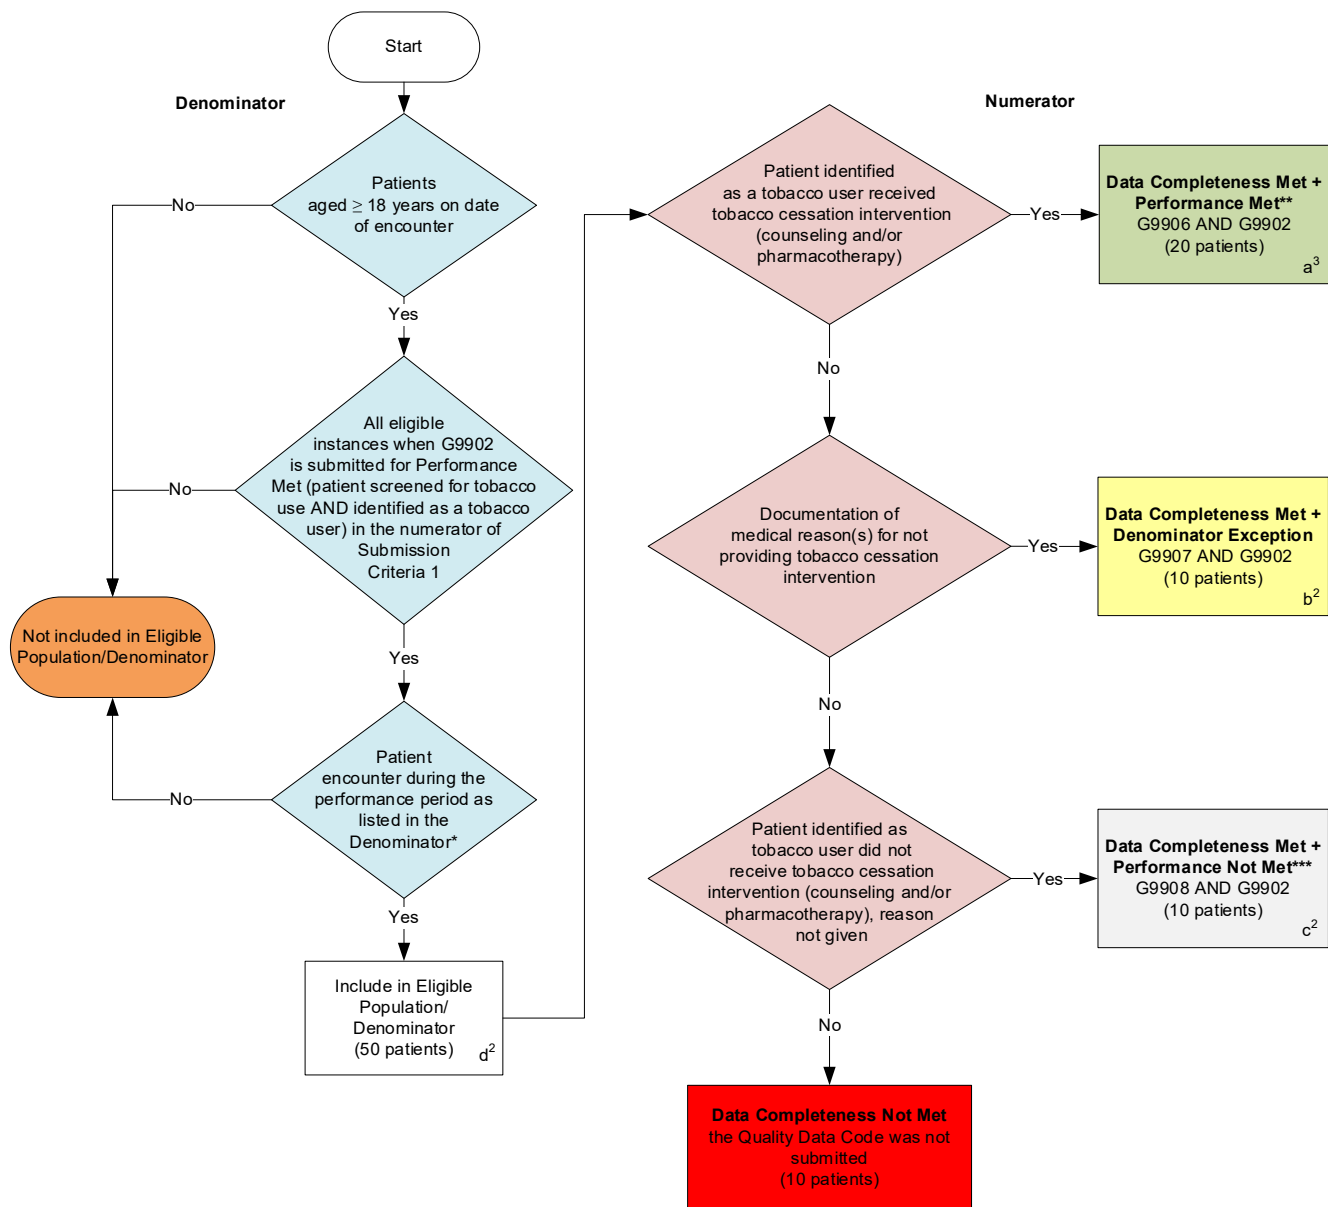 Start
Denominator
Patients
aged ≥ 18 years on date
of encounter
No
Yes
All eligible
instances when G9902
is submitted for Performance
Met (patient screened for tobacco
use AND identified as a tobacco
user) in the numerator of
Submission
Criteria 1
No
Not included in Eligible
Population/Denominator
Yes
Patient
encounter during the
performance period as
listed in the
Denominator*
No
Yes
Include in Eligible
Population/
Denominator
(50 patients)
d²
Numerator
Patient identified
as a tobacco user received
tobacco cessation intervention
(counseling and/or
pharmacotherapy)
Yes
Data Completeness Met +
Performance Met**
G9906 AND G9902
(20 patients)
a³
No
Documentation of
medical reason(s) for not
providing tobacco cessation
intervention
Yes
Data Completeness Met +
Denominator Exception
G9907 AND G9902
(10 patients)
b²
No
Patient identified as
tobacco user did not
receive tobacco cessation
intervention (counseling and/or
pharmacotherapy), reason
not given
Yes
Data Completeness Met +
Performance Not Met***
G9908 AND G9902
(10 patients)
c²
No
Data Completeness Not Met
the Quality Data Code was not
submitted
(10 patients)